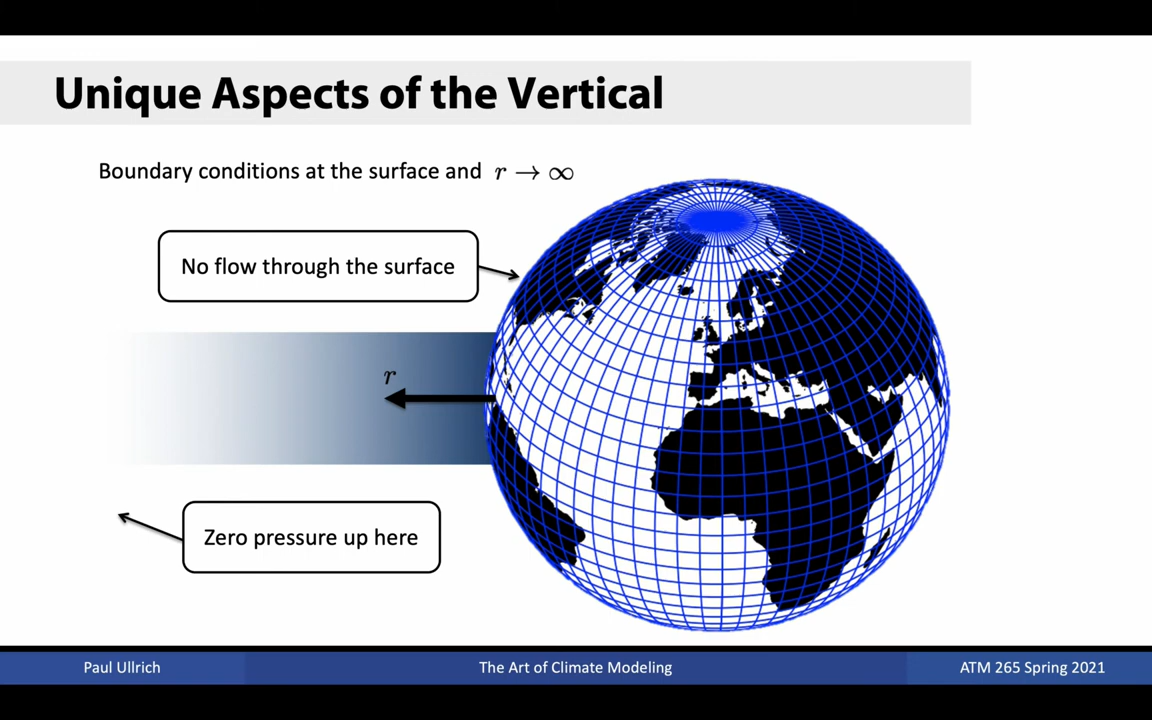 Unique Aspects of the Vertical
Boundary conditions at the surface and r → ∞
No flow through the surface
r
Zero pressure up here
Paul Ullrich
The Art of Climate Modeling
ATM 265 Spring 2021